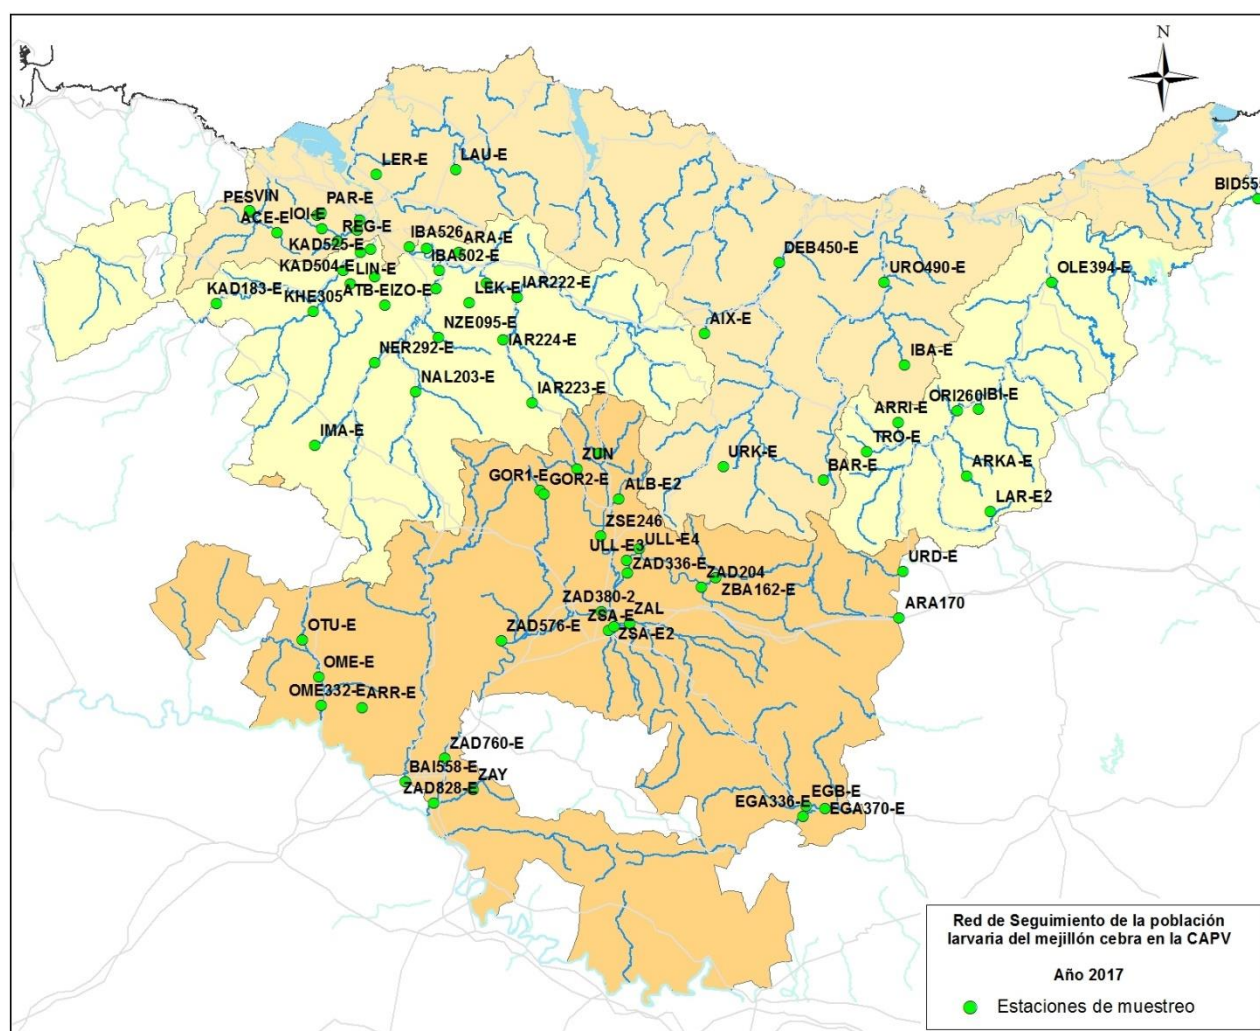 N
LER-E
LAU-E
PES
VIN
PAR-E
ACE-E
IOI-E
REG-E
IBA526
ARA-E
KAD525-E
IBA502-E
KAD504-E
LIN-E
KAD183-E
KHE305
ATB-E
IZO-E
LEK-E
IAR222-E
NZE095-E
IAR224-E
NER292-E
NAL203-E
IAR223-E
IMA-E
BID555
DEB450-E
URO490-E
OLE394-E
AIX-E
IBA-E
ORI260
IBI-E
ARRI-E
TRO-E
URK-E
BAR-E
ARKA-E
LAR-E2
ZUN
GOR1-E
GOR2-E
ALB-E2
ZSE246
ULL-E4
ULL-E3
ZAD336-E
ZAD204
ZBA162-E
URD-E
ARA170
ZAD380-2
ZAL
ZSA-E
ZSA-E2
ZAD576-E
OTU-E
OME-E
OME332-E
ARR-E
ZAD760-E
BAI558-E
ZAY
ZAD828-E
EGB-E
EGA336-E
EGA370-E
Red de Seguimiento de la población
larvaria del mejillón cebra en la CAPV
Año 2017
Estaciones de muestreo